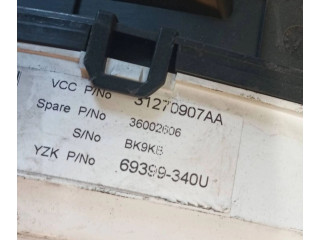 VCC P/No 31270907AA
Spare P/No 36002606
S/No BK9KB
YZK P/No 69399-340U